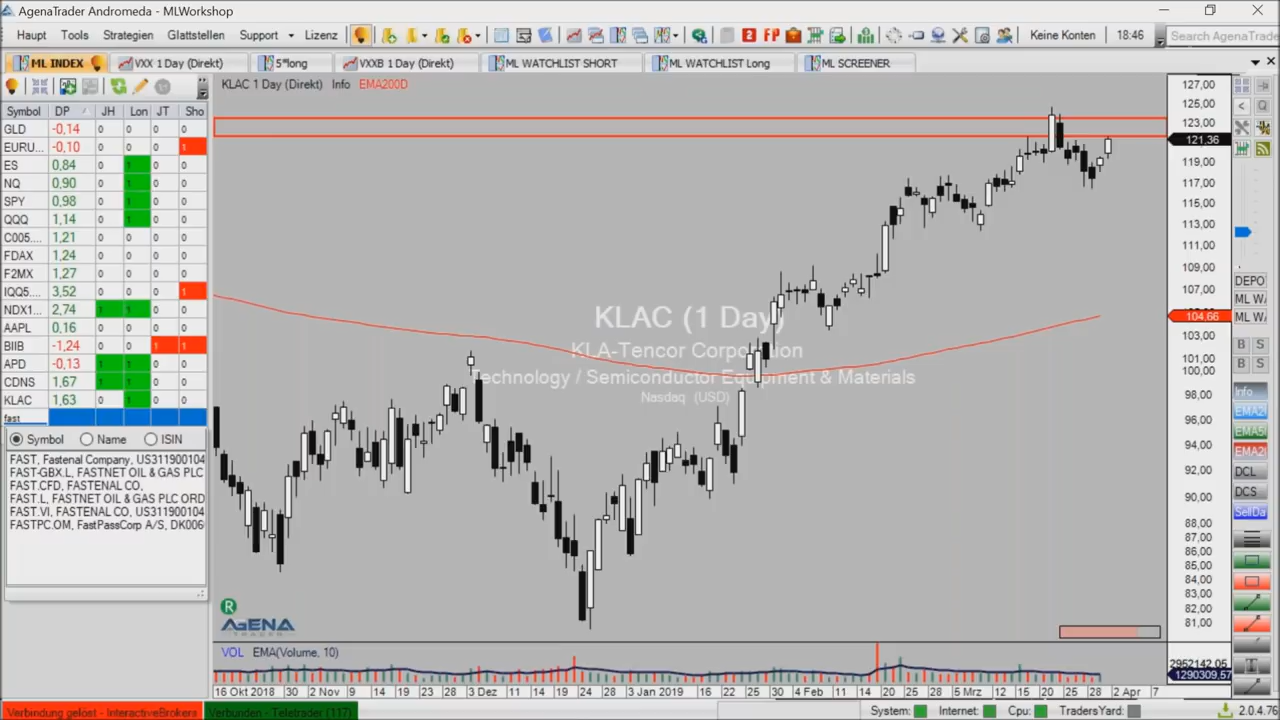 AgenaTrader Andromeda - MLWorkshop
Haupt Tools Strategien Glattstellen Support Lizenz 2 FP Keine Konten 18:46 Search AgenaTrade
ML INDEX VXX 1 Day (Direkt) 5*long VXXB 1 Day (Direkt) ML WATCHLIST SHORT ML WATCHLIST Long ML SCREENER
Symbol DP JH Lon JT Sho
GLD -0,14 0 0 0 0
EURU... -0,10 0 0 0 1
ES 0,84 0 1 0 0
NQ 0,90 0 1 0 0
SPY 0,98 0 1 0 0
QQQ 1,14 0 1 0 0
C005.... 1,21 0 0 0 0
FDAX 1,24 0 0 0 0
F2MX 1,27 0 0 0 0
IQQ5.... 3,52 0 0 0 1
NDX1... 2,74 1 1 0 0
AAPL 0,16 0 0 0 0
BIIB -1,24 0 0 1 1
APD -0,13 1 1 0 0
CDNS 1,67 1 1 0 0
KLAC 1,63 0 1 0 0
fast
Symbol Name ISIN
FAST, Fastenal Company, US311900104
FAST-GBX.L, FASTNET OIL & GAS PLC
FAST.CFD, FASTENAL CO,
FAST.L, FASTNET OIL & GAS PLC ORD
FAST.VI, FASTENAL CO, US311900104
FASTPC.OM, FastPassCorp A/S, DK006
KLAC 1 Day (Direkt) Info EMA200D
KLAC (1 Day)
KLA-Tencor Corporation
Technology / Semiconductor Equipment & Materials
Nasdaq (USD)
R
AGENA
TRADER
127,00
125,00
123,00
121,36
119,00
117,00
115,00
113,00
111,00
109,00
107,00
104,66
103,00
101,00
100,00
98,00
96,00
94,00
92,00
90,00
88,00
87,00
86,00
85,00
84,00
83,00
82,00
81,00
DEPO
ML WA
ML WA
B S
B S
Info
EMA20
EMA50
EMA20
DCL
DCS
SellDa
VOL EMA(Volume, 10)
2952142.05
1290309.57
16 Okt 2018 30 2 Nov 9 14 19 23 28 3 Dez 11 14 19 24 31 3 Jan 2019 16 22 25 30 4 Feb 12 14 20 25 28 5 Mrz 12 15 20 25 28 2 Apr 7
Verbindung gelöst - InteractiveBrokers Verbunden - Teletrader (117) System: Internet: Cpu: TradersYard: 2.0.4.76